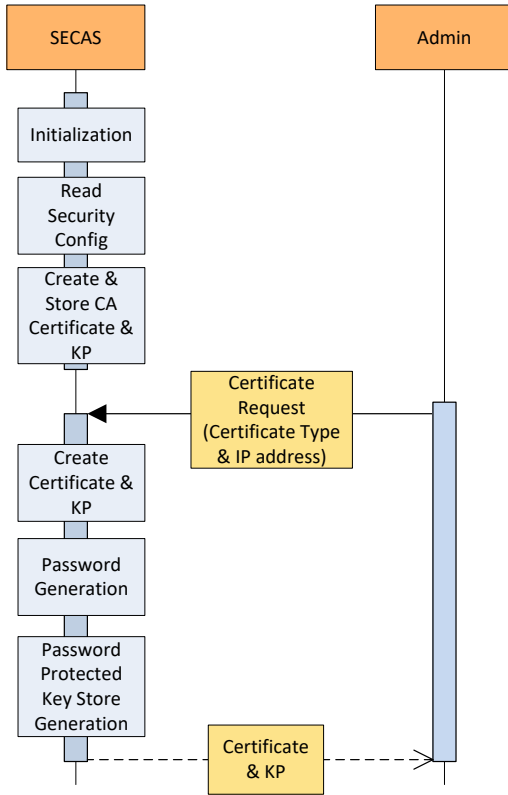 SECAS
Admin
Initialization
Read
Security
Config
Create &
Store CA
Certificate &
KP
Certificate
Request
(Certificate Type
& IP address)
Create
Certificate &
KP
Password
Generation
Password
Protected
Key Store
Generation
Certificate
& KP